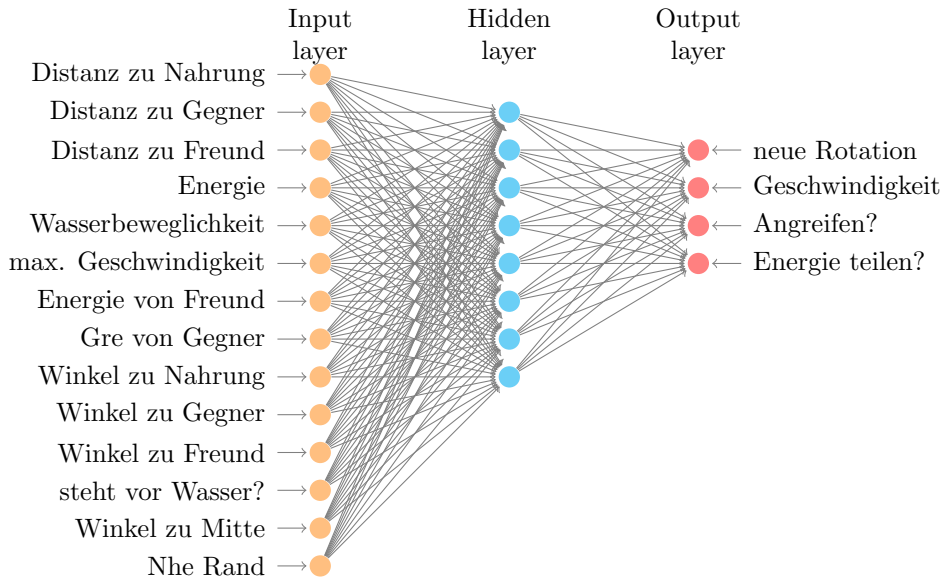 Input
layer
Hidden
layer
Output
layer
Distanz zu Nahrung
Distanz zu Gegner
Distanz zu Freund
Energie
Wasserbeweglichkeit
max. Geschwindigkeit
Energie von Freund
Gre von Gegner
Winkel zu Nahrung
Winkel zu Gegner
Winkel zu Freund
steht vor Wasser?
Winkel zu Mitte
Nhe Rand
neue Rotation
Geschwindigkeit
Angreifen?
Energie teilen?